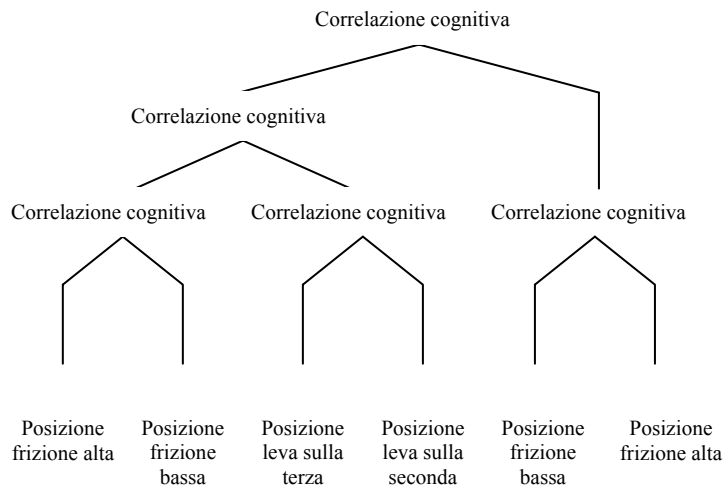 Correlazione cognitiva
Correlazione cognitiva
Correlazione cognitiva
Correlazione cognitiva
Correlazione cognitiva
Posizione
frizione alta
Posizione
frizione
bassa
Posizione
leva sulla
terza
Posizione
leva sulla
seconda
Posizione
frizione
bassa
Posizione
frizione alta